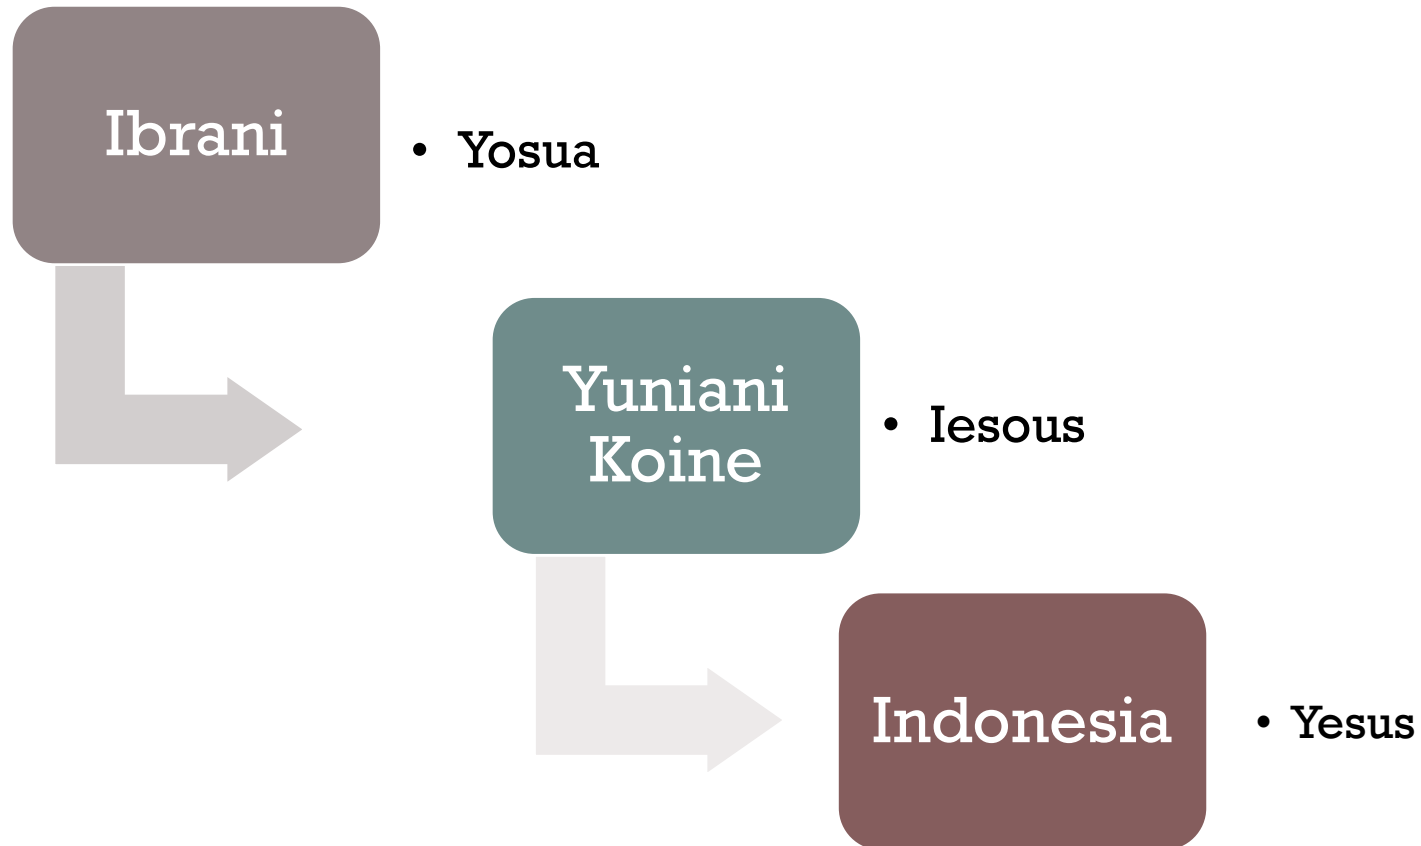 Ibrani
• Yosua
Yuniani
Koine
• Iesous
Indonesia
• Yesus